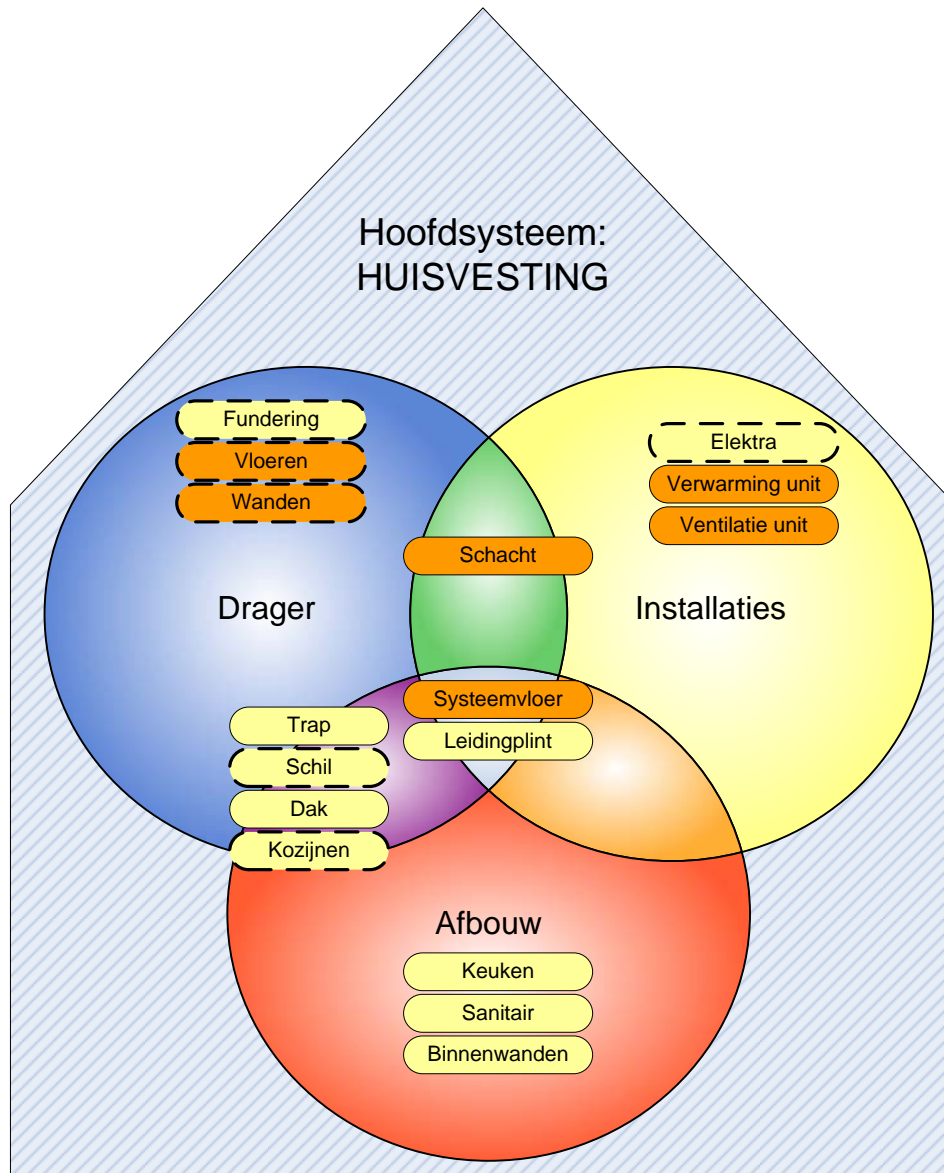 Hoofdsysteem:
HUISVESTING
Fundering
Vloeren
Wanden
Elektra
Verwarming unit
Ventilatie unit
Schacht
Drager
Installaties
Systeemvloer
Leidingplint
Trap
Schil
Dak
Kozijnen
Afbouw
Keuken
Sanitair
Binnenwanden